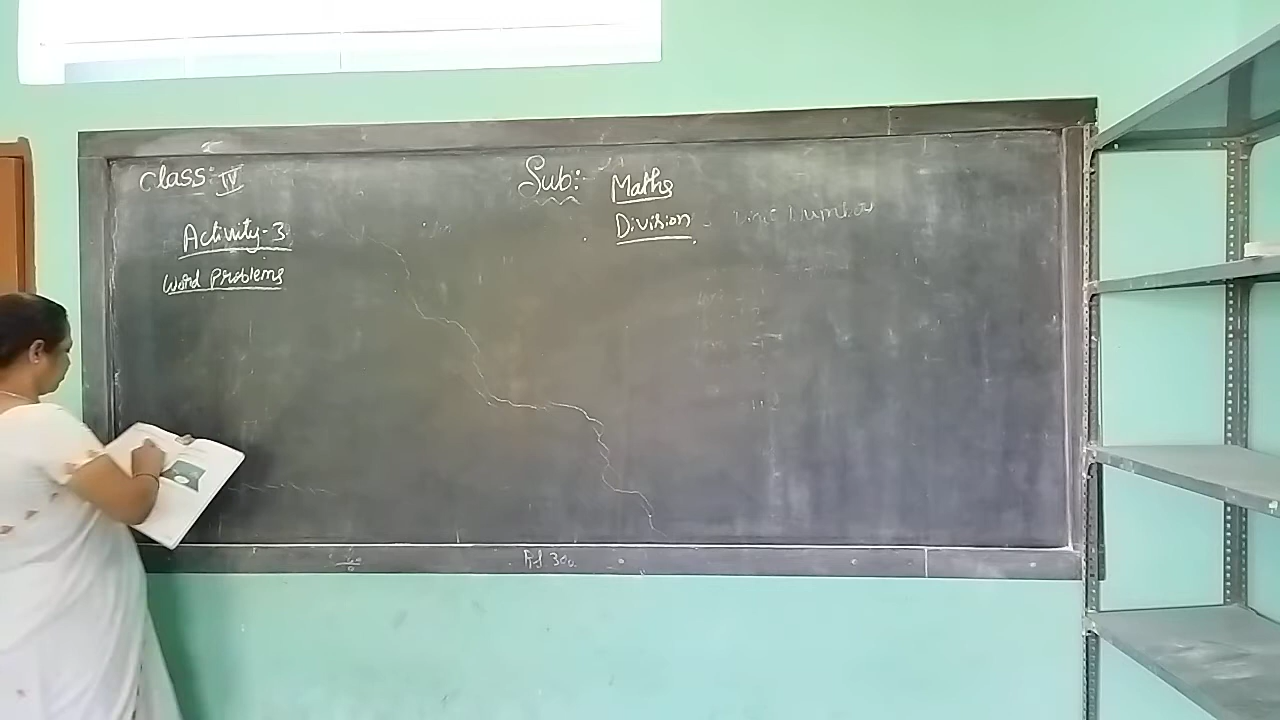 Class: IV
Sub:- Maths
Division
Activity-3
Word Problems